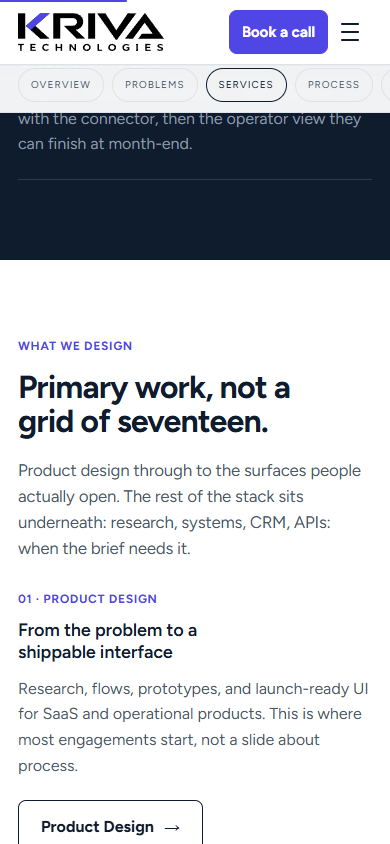 KRIVA
TECHNOLOGIES
Book a call
OVERVIEW
PROBLEMS
SERVICES
PROCESS
with the connector, then the operator view they
can finish at month-end.
WHAT WE DESIGN
Primary work, not a
grid of seventeen.
Product design through to the surfaces people
actually open. The rest of the stack sits
underneath: research, systems, CRM, APIs:
when the brief needs it.
01 · PRODUCT DESIGN
From the problem to a
shippable interface
Research, flows, prototypes, and launch-ready UI
for SaaS and operational products. This is where
most engagements start, not a slide about
process.
Product Design →